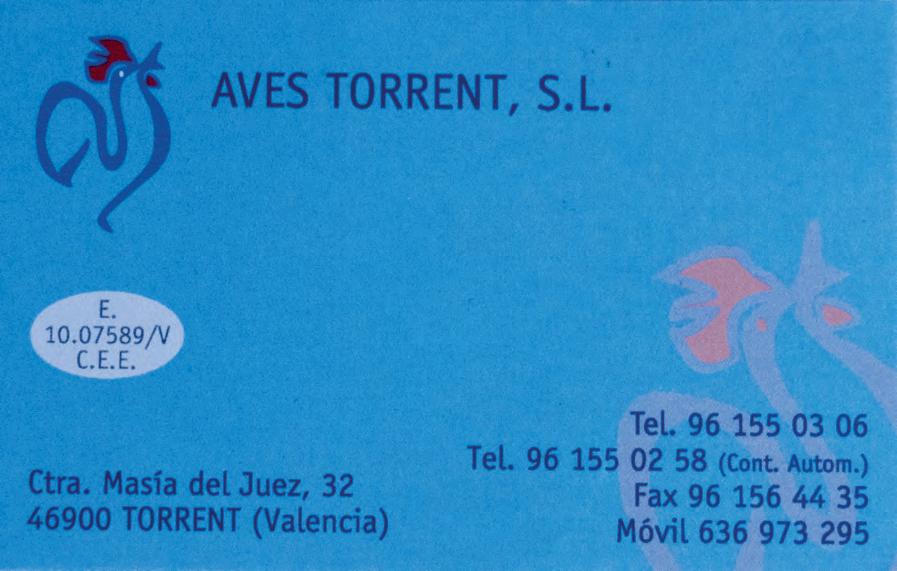 AVES TORRENT, S.L.
E.
10.07589/V
C.E.E.
Ctra. Masía del Juez, 32
46900 TORRENT (Valencia)
Tel. 96 155 03 06
Tel. 96 155 02 58 (Cont. Autom.)
Fax 96 156 44 35
Móvil 636 973 295